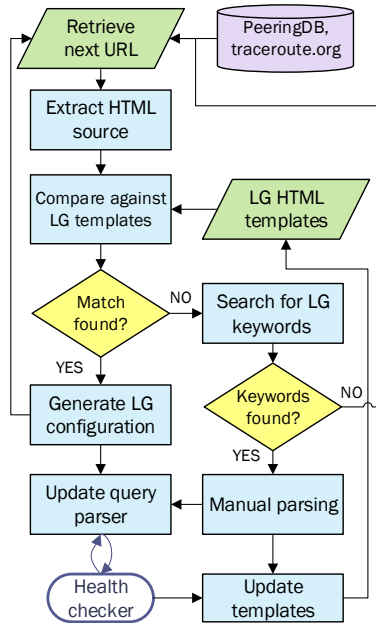 Retrieve
next URL
PeeringDB,
traceroute.org
Extract HTML
source
Compare against
LG templates
LG HTML
templates
Match
found?
NO
Search for LG
keywords
YES
Generate LG
configuration
Keywords
found?
NO
YES
Update query
parser
Manual parsing
Health
checker
Update
templates